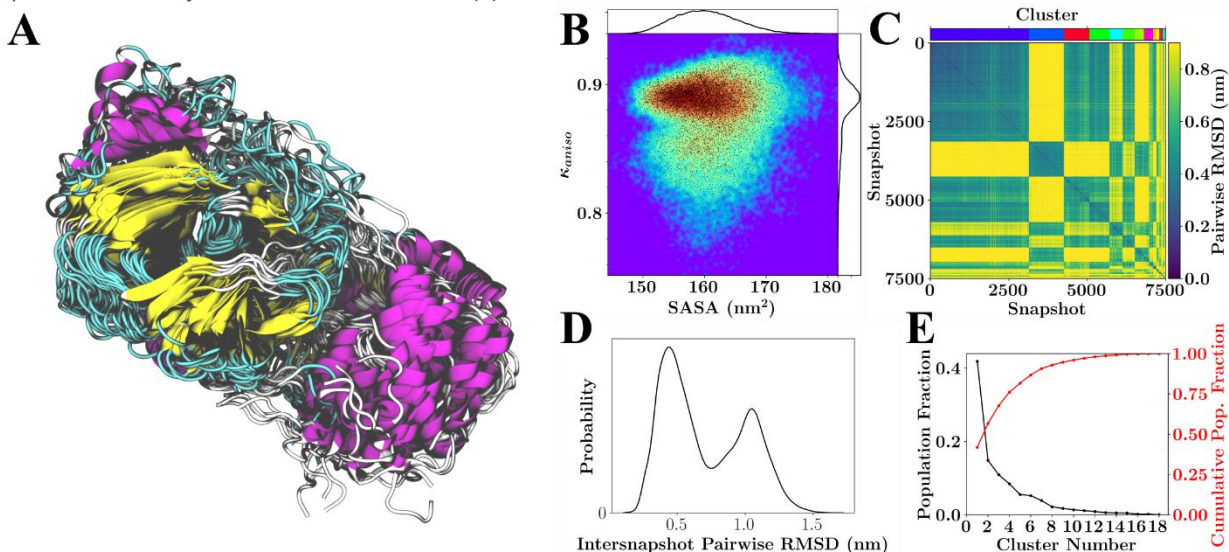 A
B
0.9
0.8
κaniso
150
160
170
180
SASA (nm²)
C
Cluster
0
2500
5000
7500
Snapshot
0
2500
5000
7500
Snapshot
0.8
0.6
0.4
0.2
0.0
Pairwise RMSD (nm)
D
Probability
0
0.5
1.0
1.5
Intersnapshot Pairwise RMSD (nm)
E
0.4
0.2
0.0
Population Fraction
0
2
4
6
8
10
12
14
16
18
Cluster Number
1.00
0.75
0.50
0.25
0.00
Cumulative Pop. Fraction